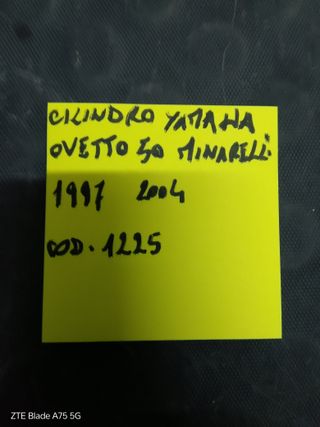 CILINDRO YAMAHA
OVETTO 50 MINARELLI
1997 2004
COD. 1225
ZTE Blade A75 5G